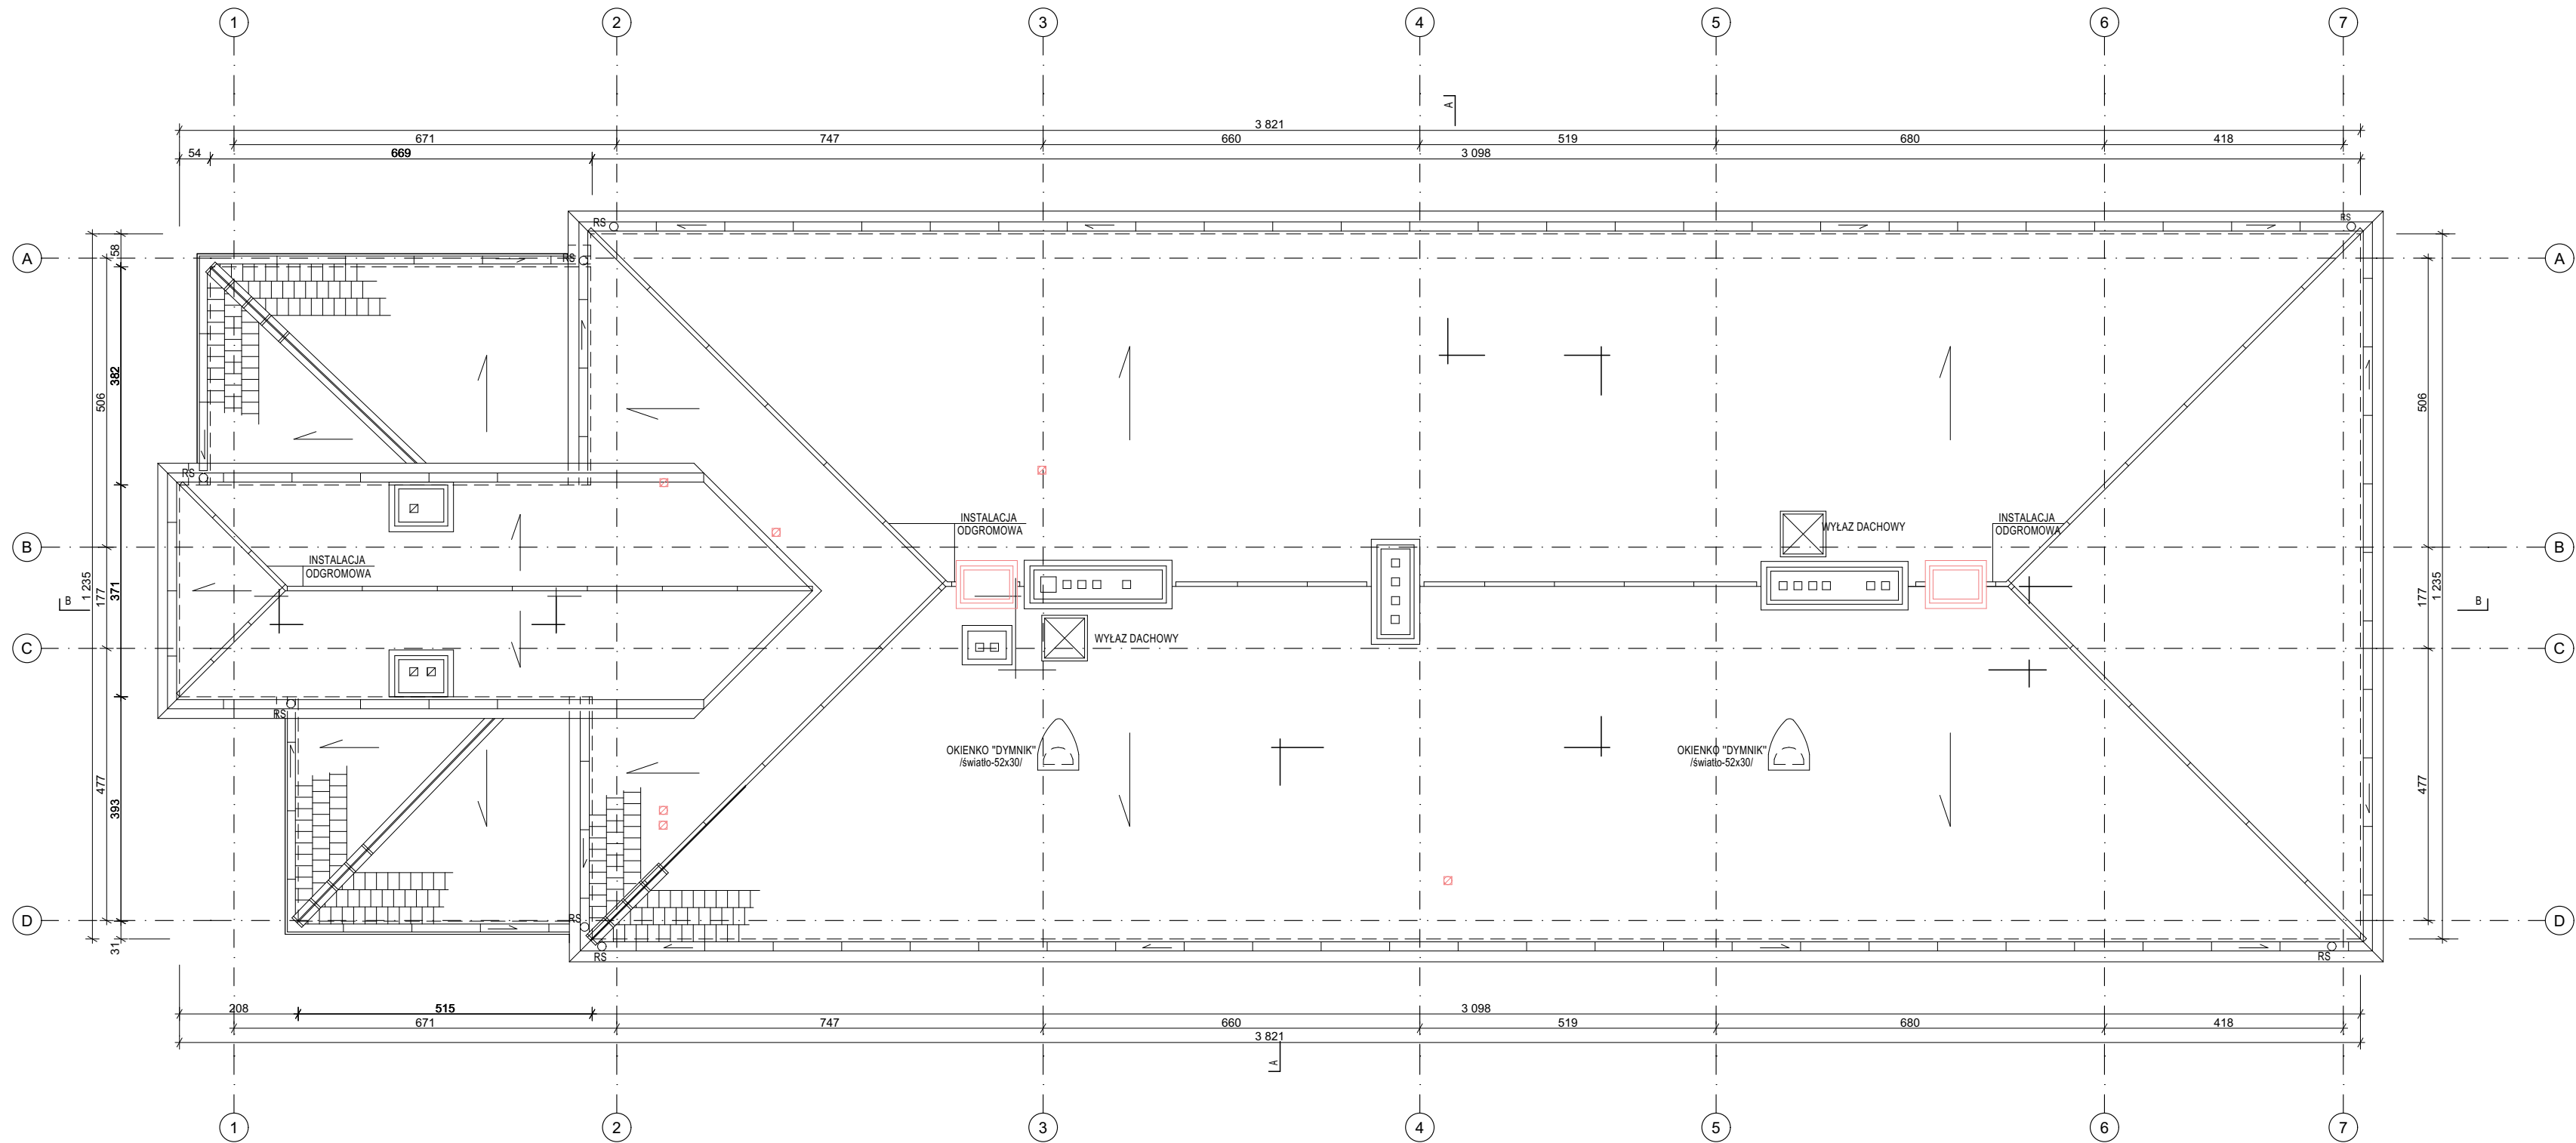 1 2 3 4 5 6 7
A
3 821
671 747 660 519 680 418
54 669 3 098
RS RS
58
A A
RS
382
506 506
RS
INSTALACJA
ODGROMOWA
INSTALACJA
ODGROMOWA
WYŁAZ DACHOWY
B B
INSTALACJA
ODGROMOWA
1 235
177
371
177
1 235
B B
WYŁAZ DACHOWY
C C
RS
OKIENKO "DYMNIK"
/światło-52x30/
OKIENKO "DYMNIK"
/światło-52x30/
477
393
477
RS
D D
31
RS RS
208 515 3 098
671 747 660 519 680 418
3 821
A
1 2 3 4 5 6 7